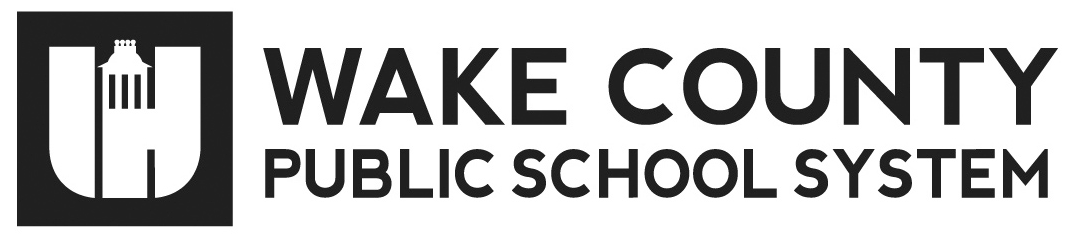 WAKE COUNTY
PUBLIC SCHOOL SYSTEM